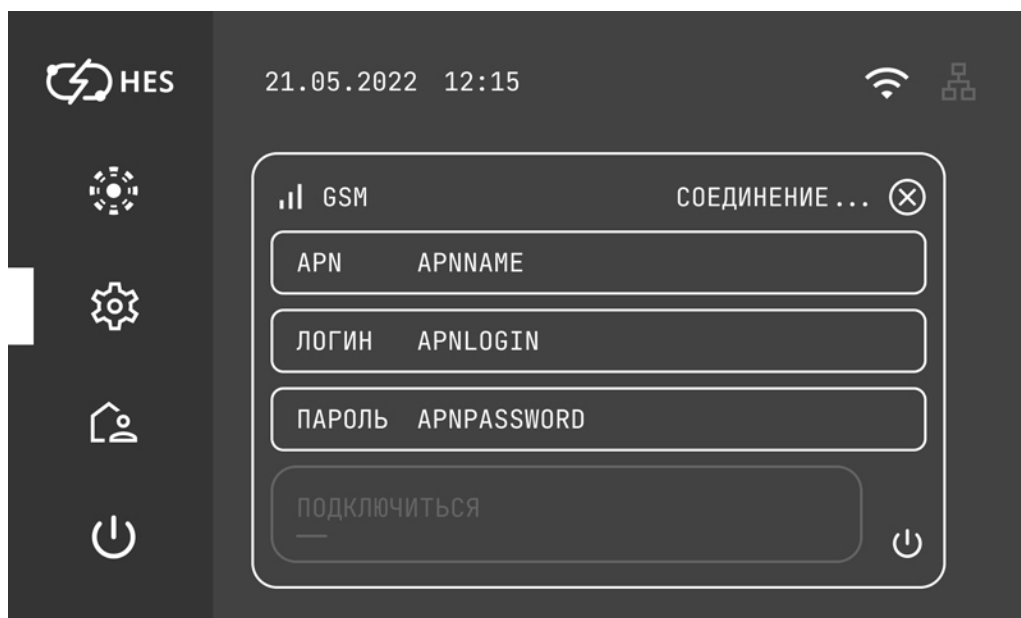 HES
21.05.2022 12:15
GSM СОЕДИНЕНИЕ...
APN APNNAME
ЛОГИН APNLOGIN
ПАРОЛЬ APNPASSWORD
ПОДКЛЮЧИТЬСЯ